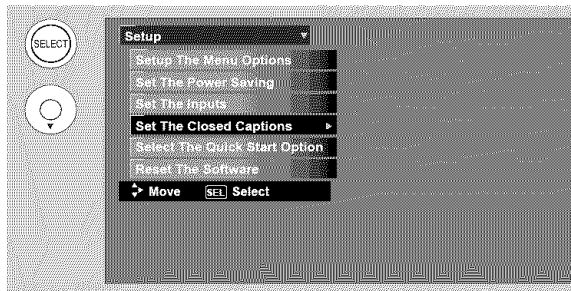 SELECT
Setup
Setup The Menu Options
Set The Power Saving
Set The Inputs
Set The Closed Captions
Select The Quick Start Option
Reset The Software
Move SEL Select